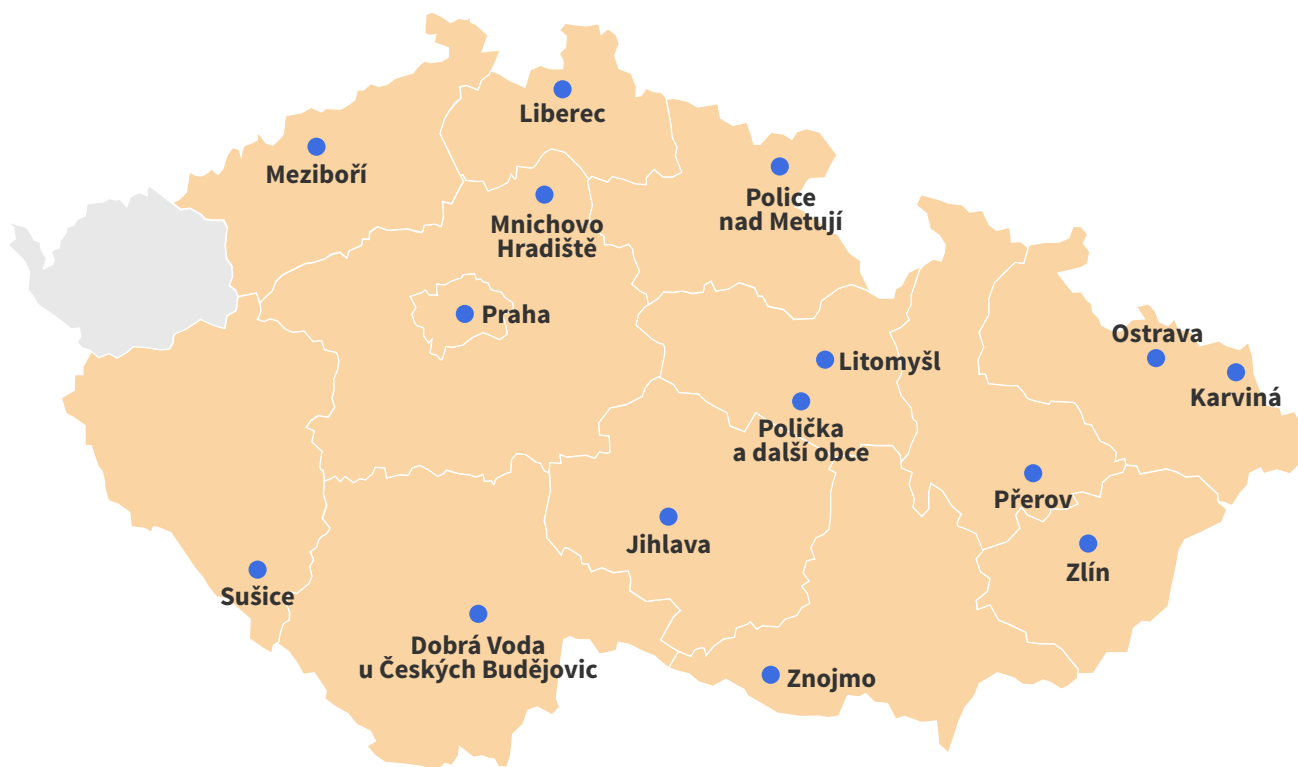 Liberec
Meziboří
Police
nad Metují
Mnichovo
Hradiště
Praha
Ostrava
Litomyšl
Karviná
Polička
a další obce
Přerov
Jihlava
Zlín
Sušice
Dobrá Voda
u Českých Budějovic
Znojmo